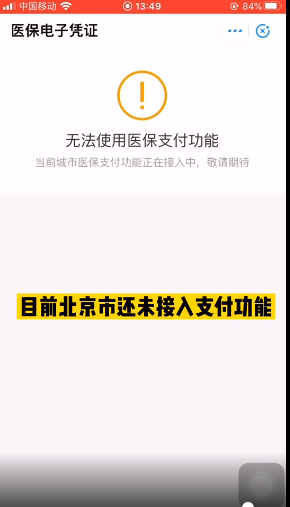 中国移动 13:49 84%
医保电子凭证
无法使用医保支付功能
当前城市医保支付功能正在接入中，敬请期待
目前北京市还未接入支付功能